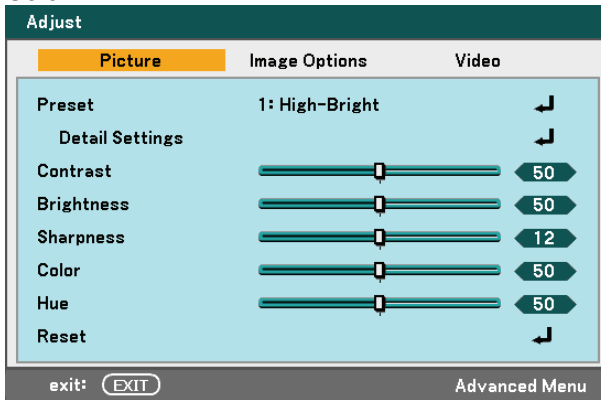 Adjust
Picture Image Options Video
Preset 1: High-Bright
Detail Settings
Contrast 50
Brightness 50
Sharpness 12
Color 50
Hue 50
Reset
exit: EXIT Advanced Menu